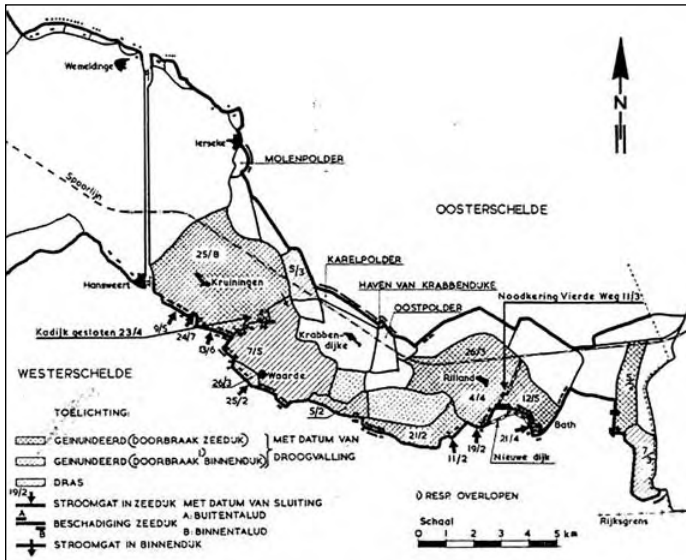 Wemeldinge
Ierseke
MOLENPOLDER
N
Spoorlijn
OOSTERSCHELDE
25/8
Kruiningen
5/3
KARELPOLDER
HAVEN VAN KRABBENDIJKE
OOSTPOLDER
Noodkering Vierde Weg 11/3
Hansweert
Kadijk gesloten 23/4
9/5
24/7
13/6
7/5
Krabben-
dijke
26/3
Rilland
4/4
12/5
Waarde
26/3
25/2
5/2
21/2
11/2
19/2
21/4
Bath
Nieuwe dijk
WESTERSCHELDE
TOELICHTING:
GEINUNDEERD (DOORBRAAK ZEEDIJK)
GEINUNDEERD (DOORBRAAK 1) BINNENDIJK)
MET DATUM VAN
DROOGVALLING
DRAS
19/2
STROOMGAT IN ZEEDIJK MET DATUM VAN SLUITING
A
B
BESCHADIGING ZEEDIJK
A: BUITENTALUD
B: BINNENTALUD
STROOMGAT IN BINNENDIJK
1) RESP. OVERLOPEN
Schaal
0 1 2 3 4 5 km
Rijksgrens